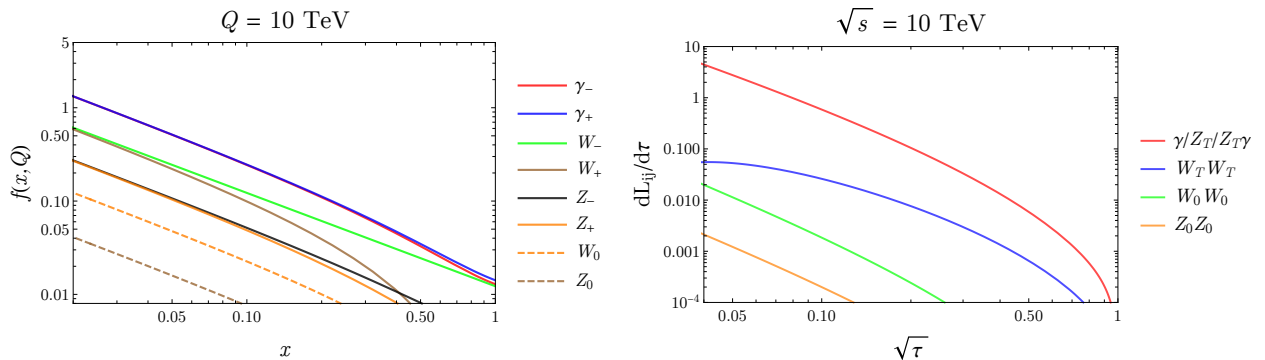 Q = 10 TeV
f(x,Q)
5
1
0.50
0.10
0.05
0.01
0.05
0.10
0.50
1
x
γ₋
γ₊
W₋
W₊
Z₋
Z₊
W₀
Z₀
√s = 10 TeV
dL_ij/dτ
10
1
0.100
0.010
0.001
10⁻⁴
0.05
0.10
0.50
1
√τ
γ/Z_T/Z_Tγ
W_T W_T
W₀ W₀
Z₀ Z₀